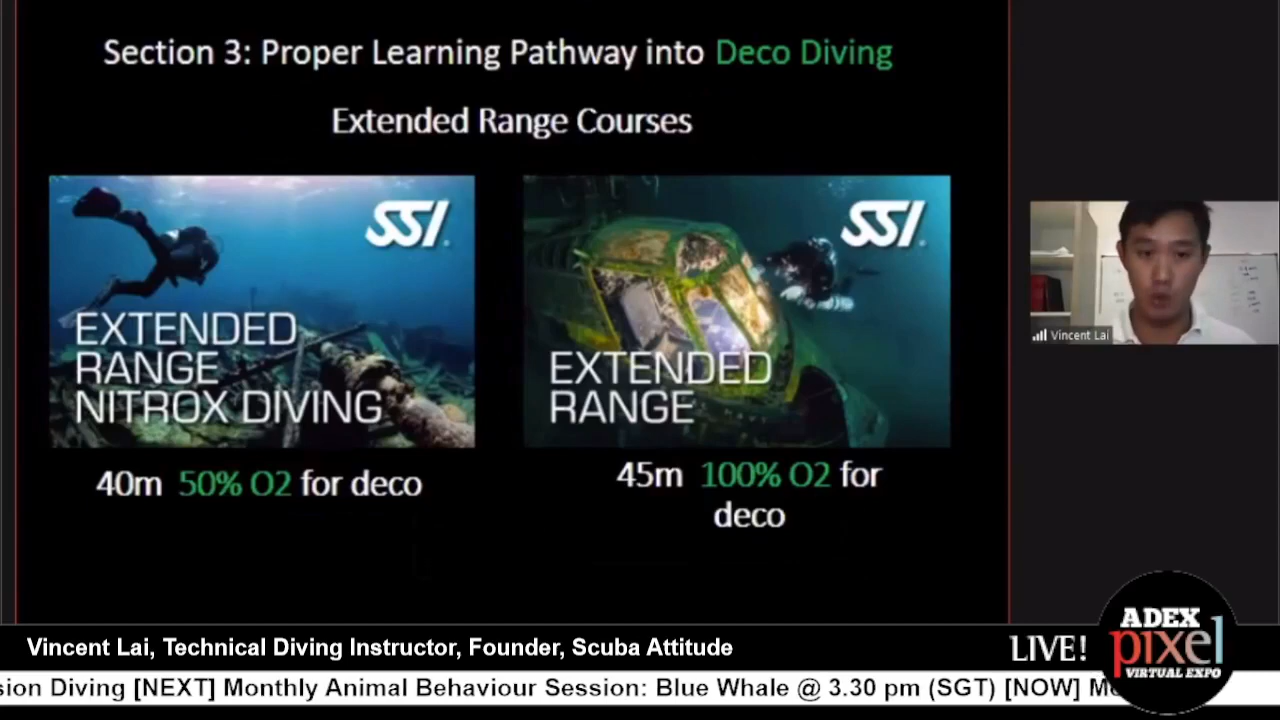 Section 3: Proper Learning Pathway into Deco Diving
Extended Range Courses
SSI
EXTENDED
RANGE
NITROX DIVING
SSI
EXTENDED
RANGE
40m 50% O2 for deco
45m 100% O2 for
deco
Vincent Lai
Vincent Lai, Technical Diving Instructor, Founder, Scuba Attitude
LIVE!
ADEX
pixel
VIRTUAL EXPO
sion Diving [NEXT] Monthly Animal Behaviour Session: Blue Whale @ 3.30 pm (SGT) [NOW]